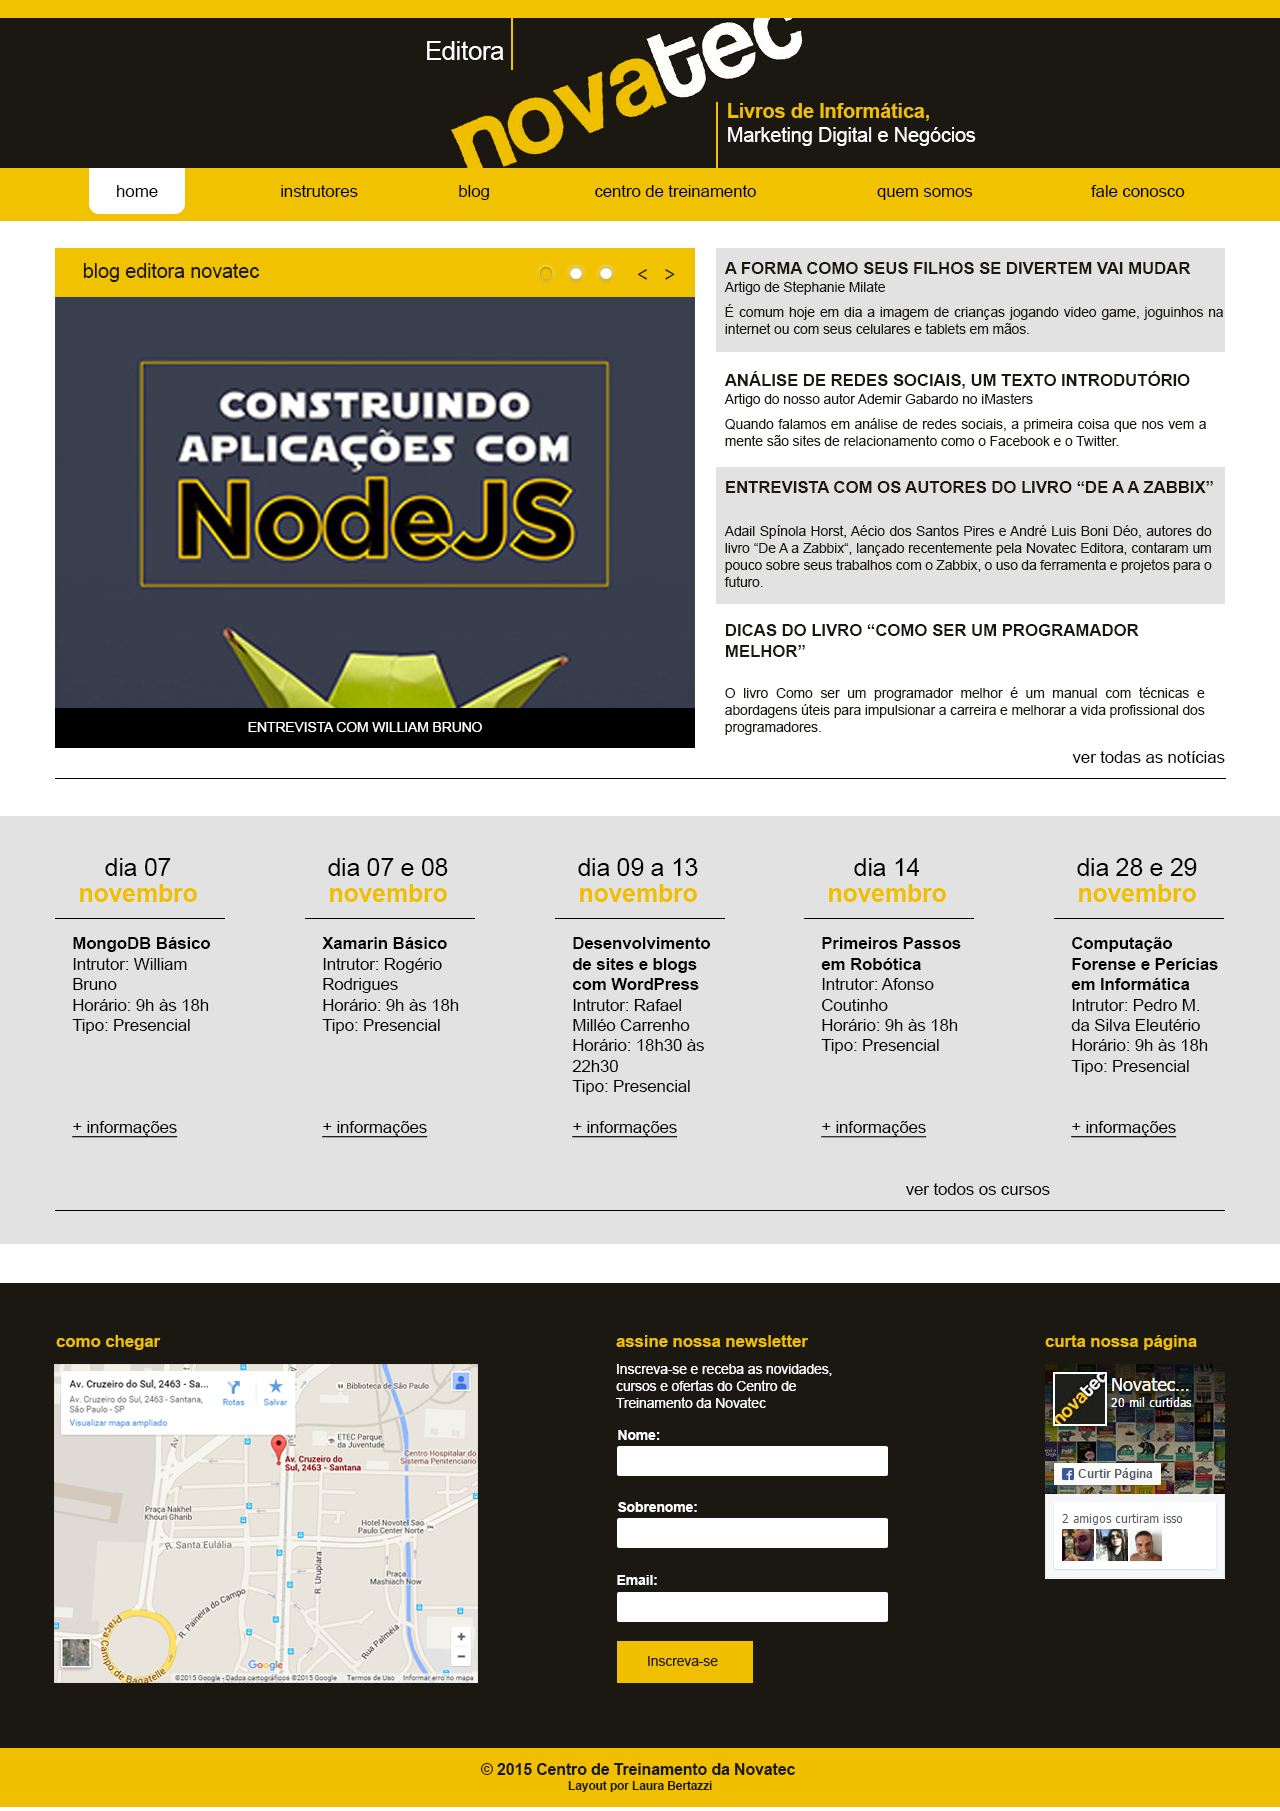 Editora
novatec
Livros de Informática,
Marketing Digital e Negócios
home
instrutores
blog
centro de treinamento
quem somos
fale conosco
blog editora novatec
< >
CONSTRUINDO
APLICAÇÕES COM
NodeJS
ENTREVISTA COM WILLIAM BRUNO
A FORMA COMO SEUS FILHOS SE DIVERTEM VAI MUDAR
Artigo de Stephanie Milate
É comum hoje em dia a imagem de crianças jogando video game, joguinhos na
internet ou com seus celulares e tablets em mãos.
ANÁLISE DE REDES SOCIAIS, UM TEXTO INTRODUTÓRIO
Artigo do nosso autor Ademir Gabardo no iMasters
Quando falamos em análise de redes sociais, a primeira coisa que nos vem a
mente são sites de relacionamento como o Facebook e o Twitter.
ENTREVISTA COM OS AUTORES DO LIVRO “DE A A ZABBIX”
Adail Spínola Horst, Aécio dos Santos Pires e André Luis Boni Déo, autores do
livro “De A a Zabbix“, lançado recentemente pela Novatec Editora, contaram um
pouco sobre seus trabalhos com o Zabbix, o uso da ferramenta e projetos para o
futuro.
DICAS DO LIVRO “COMO SER UM PROGRAMADOR
MELHOR”
O livro Como ser um programador melhor é um manual com técnicas e
abordagens úteis para impulsionar a carreira e melhorar a vida profissional dos
programadores.
ver todas as notícias
dia 07
novembro
MongoDB Básico
Intrutor: William
Bruno
Horário: 9h às 18h
Tipo: Presencial
+ informações
dia 07 e 08
novembro
Xamarin Básico
Intrutor: Rogério
Rodrigues
Horário: 9h às 18h
Tipo: Presencial
+ informações
dia 09 a 13
novembro
Desenvolvimento
de sites e blogs
com WordPress
Intrutor: Rafael
Milléo Carrenho
Horário: 18h30 às
22h30
Tipo: Presencial
+ informações
dia 14
novembro
Primeiros Passos
em Robótica
Intrutor: Afonso
Coutinho
Horário: 9h às 18h
Tipo: Presencial
+ informações
dia 28 e 29
novembro
Computação
Forense e Perícias
em Informática
Intrutor: Pedro M.
da Silva Eleutério
Horário: 9h às 18h
Tipo: Presencial
+ informações
ver todos os cursos
como chegar
Av. Cruzeiro do Sul, 2463 - Sa...
Av. Cruzeiro do Sul, 2463 - Santana,
São Paulo - SP
Visualizar mapa ampliado
Rotas
Salvar
Biblioteca de São Paulo
ETEC Parque
da Juventude
Centro Hospitalar do
Sistema Penitenciário
Av. Cruzeiro do
Sul, 2463 - Santana
Praça Nakhel
Khouri Gharib
Hotel Novotel Sao
Paulo Center Norte
R. Santa Eulália
R. Urupiara
Praça
Mashiach Now
R. Paineira do Campo
Rua Palméia
Praça Campo de Bagatelle
+
−
Google
©2015 Google - Dados cartográficos ©2015 Google
Termos de Uso
Informar erro no mapa
assine nossa newsletter
Inscreva-se e receba as novidades,
cursos e ofertas do Centro de
Treinamento da Novatec
Nome:
Sobrenome:
Email:
Inscreva-se
curta nossa página
novatec
Novatec...
20 mil curtidas
Curtir Página
2 amigos curtiram isso
© 2015 Centro de Treinamento da Novatec
Layout por Laura Bertazzi